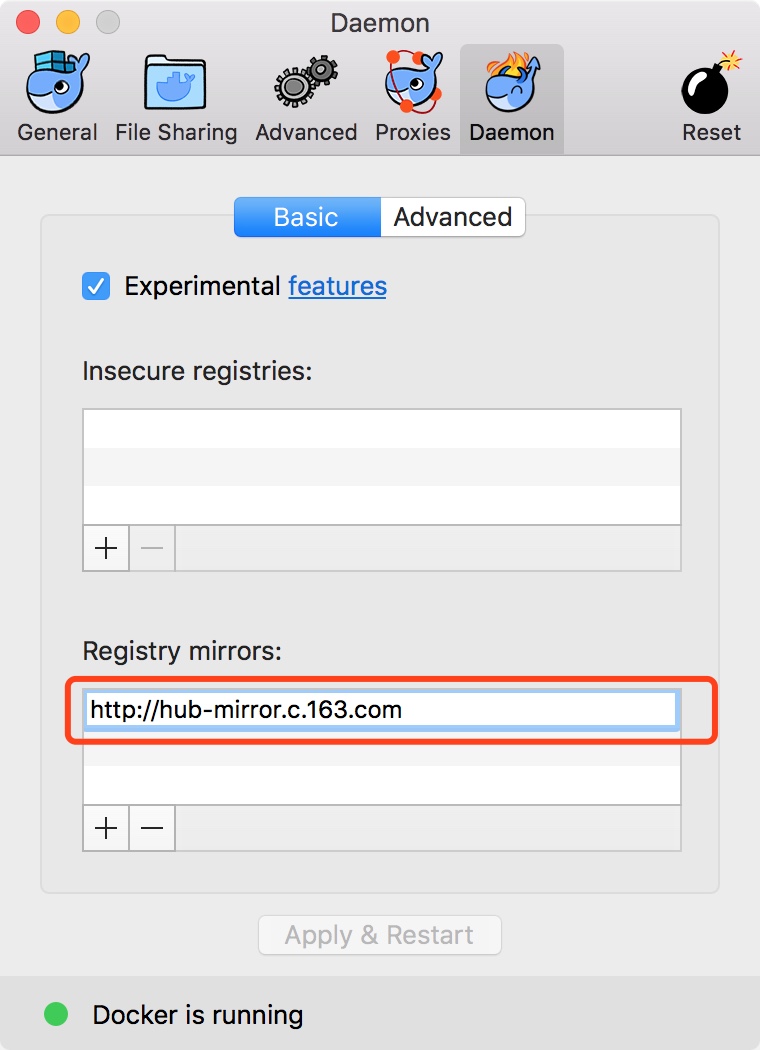 Daemon
General File Sharing Advanced Proxies Daemon Reset
Basic Advanced
Experimental features
Insecure registries:
Registry mirrors:
http://hub-mirror.c.163.com
Apply & Restart
Docker is running